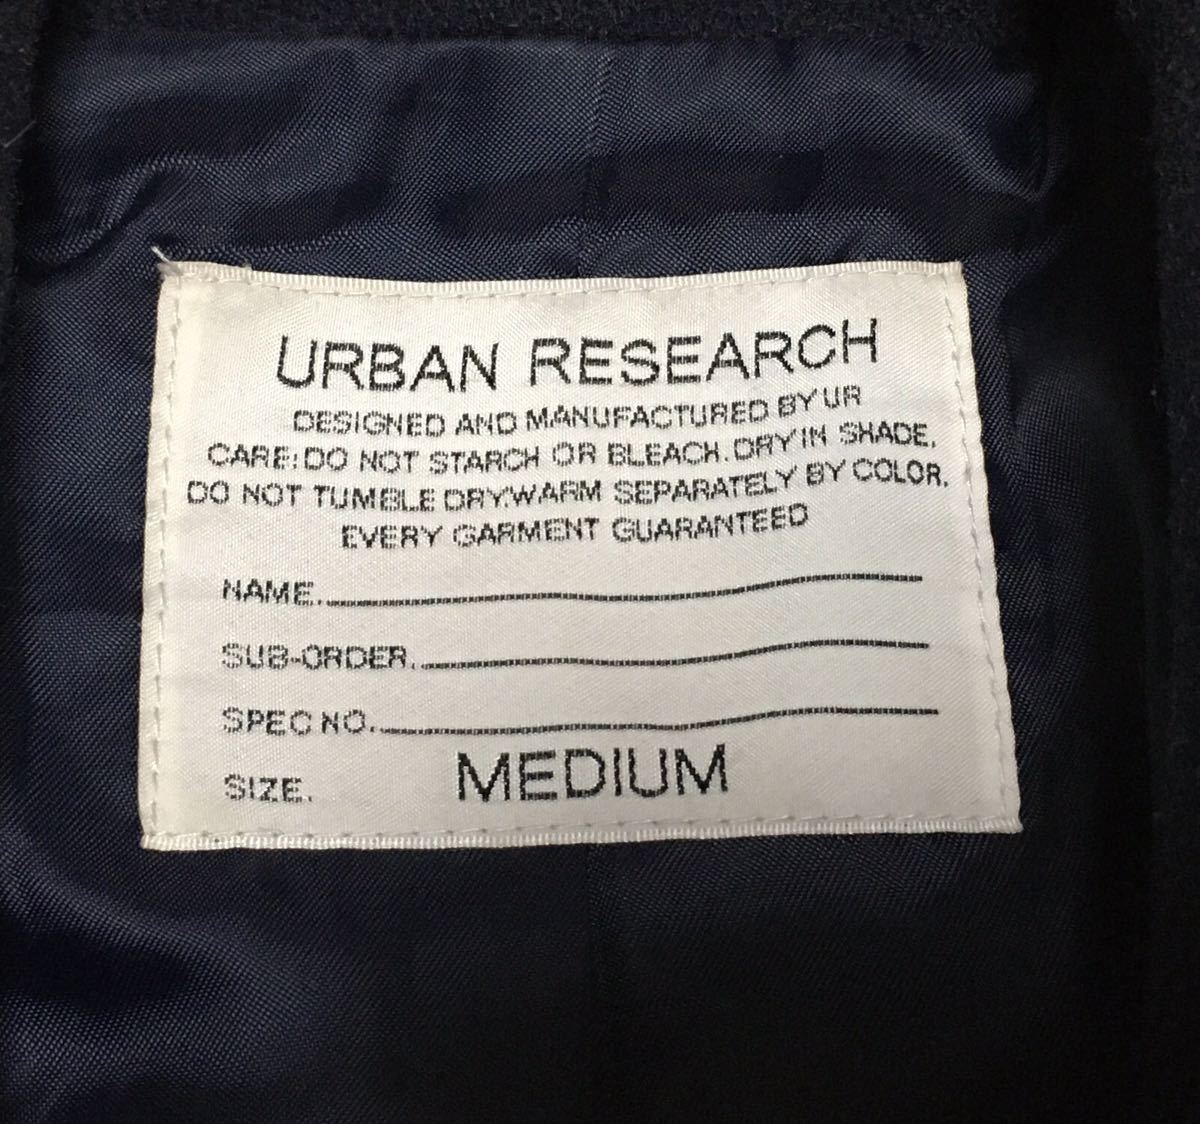 URBAN RESEARCH
DESIGNED AND MANUFACTURED BY UR
CARE: DO NOT STARCH OR BLEACH. DRY IN SHADE.
DO NOT TUMBLE DRY. WARM SEPARATELY BY COLOR.
EVERY GARMENT GUARANTEED
NAME.
SUB-ORDER.
SPEC NO.
SIZE. MEDIUM